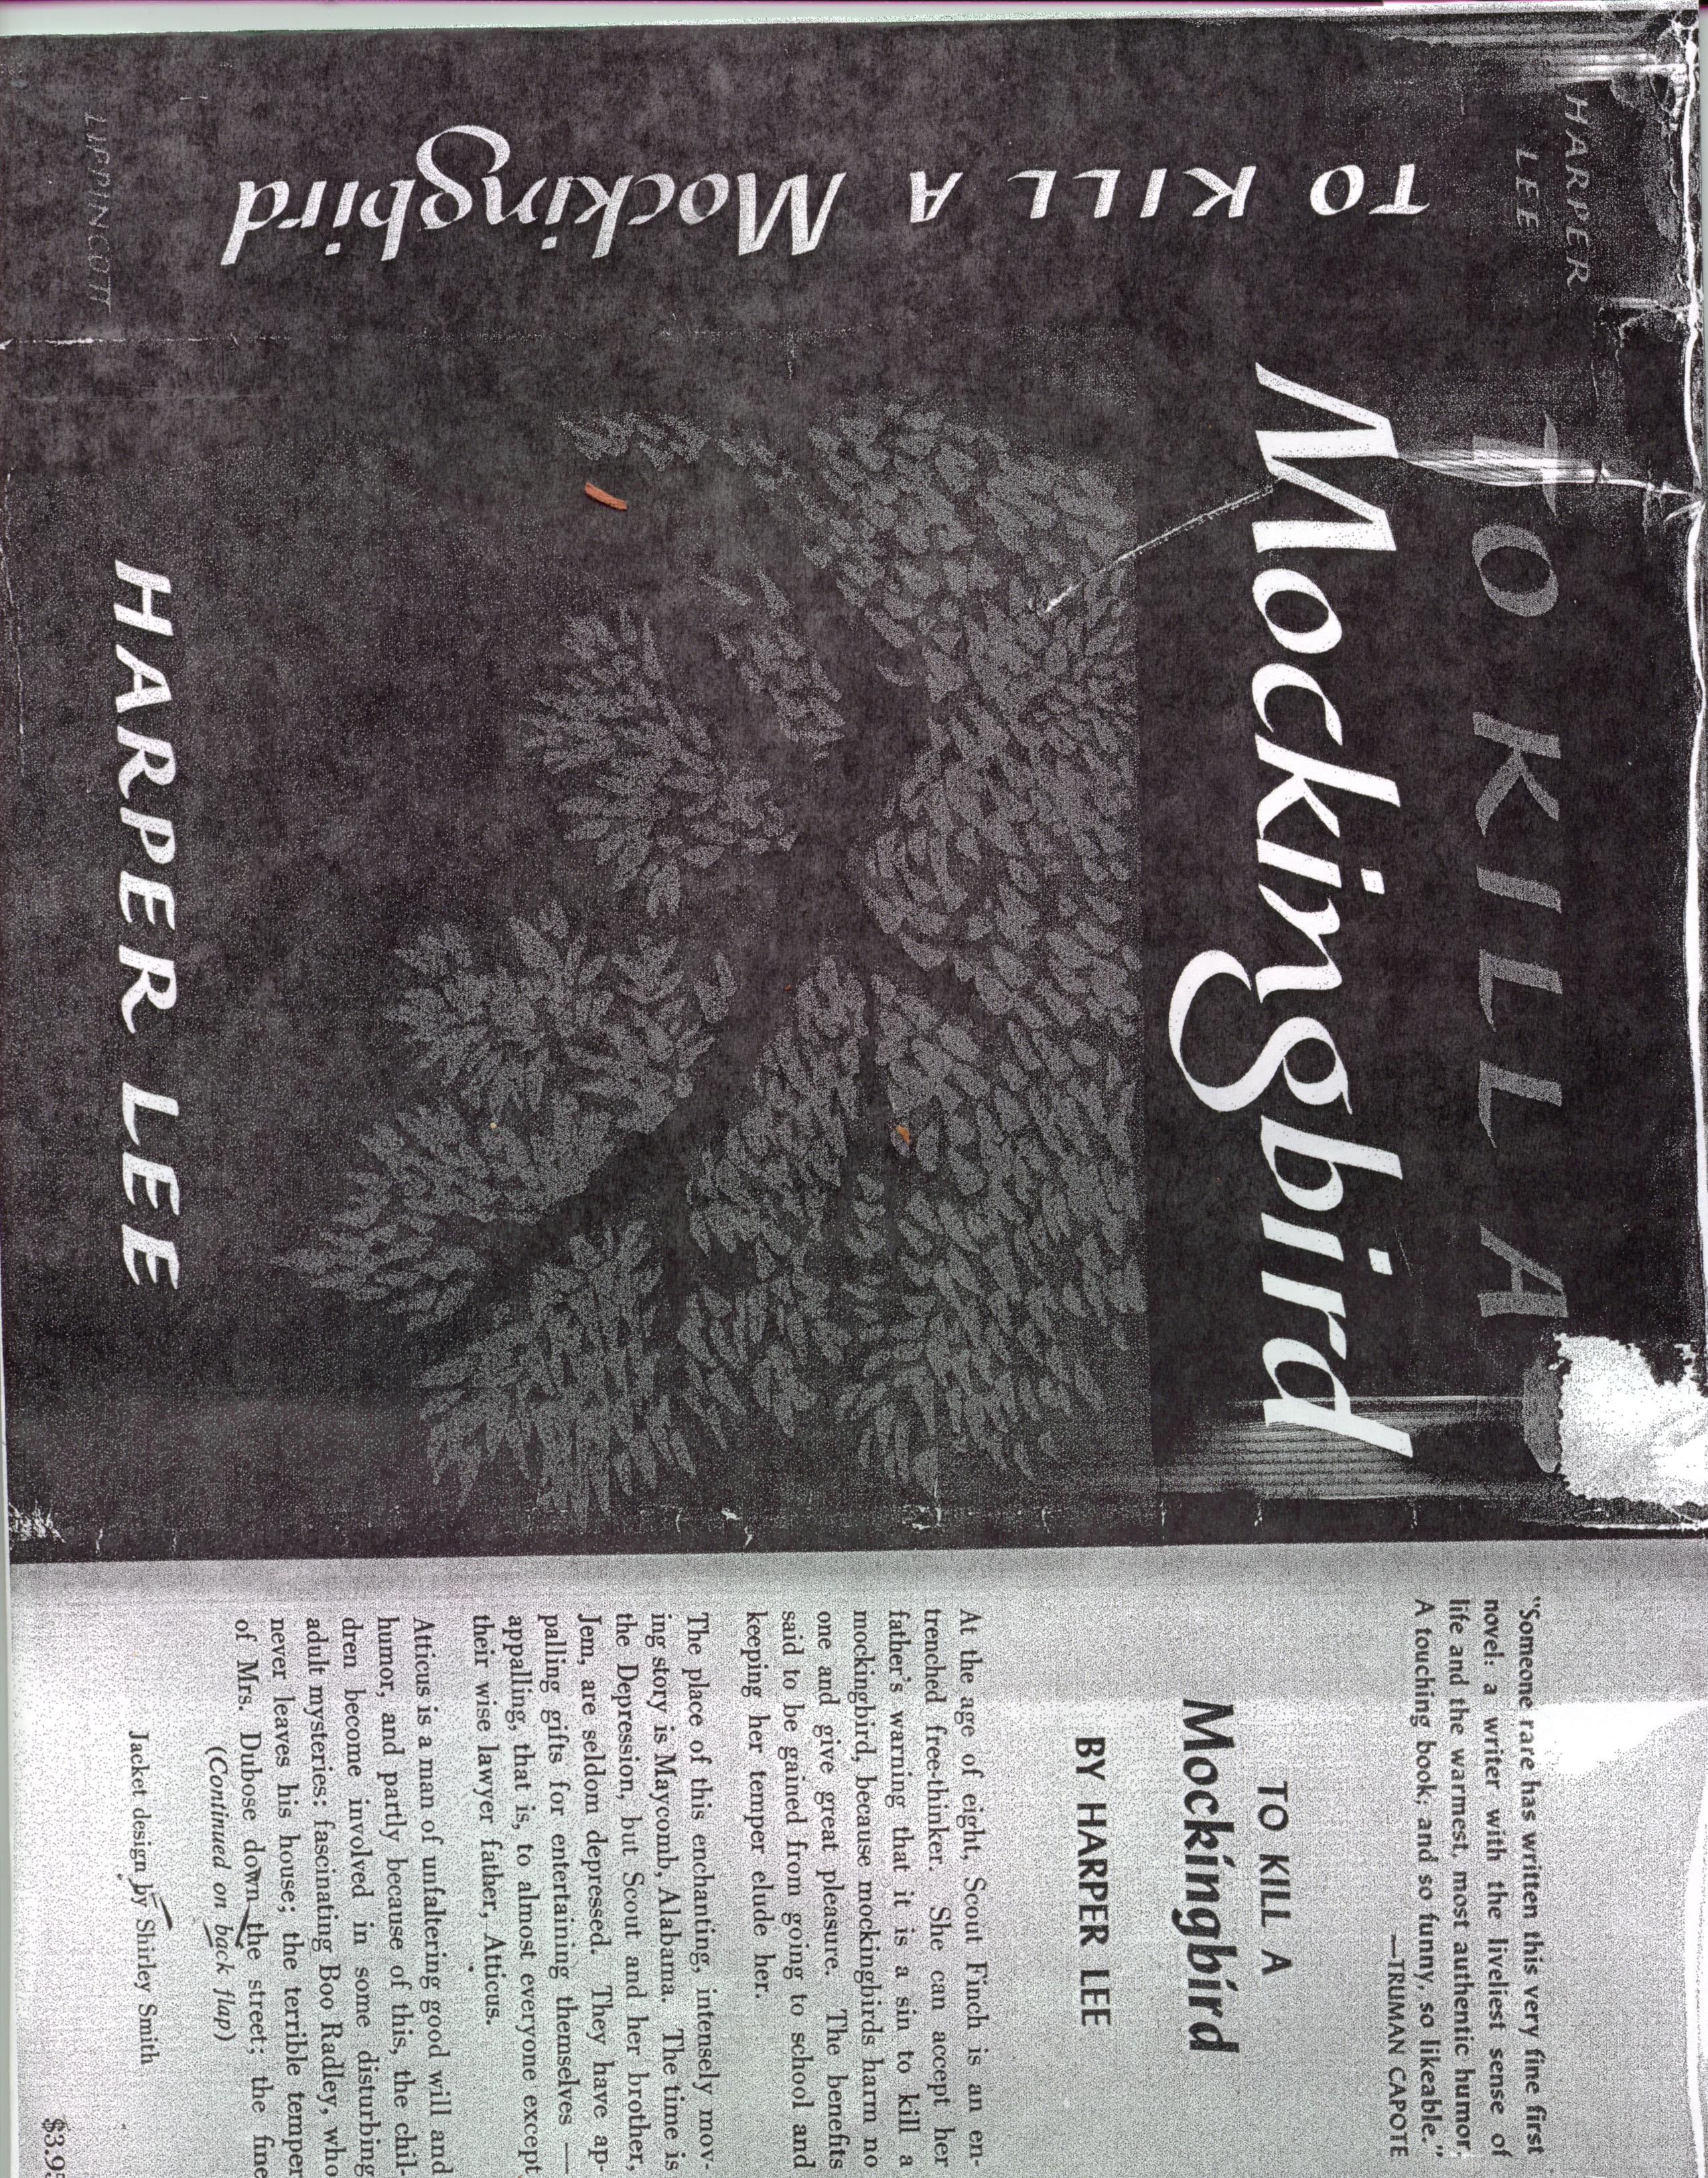 HARPER
LEE
TO KILL A Mockingbird
LIPPINCOTT
TO KILL A
Mockingbird
HARPER LEE
"Someone rare has written this very fine first
novel: a writer with the liveliest sense of
life and the warmest, most authentic humor.
A touching book; and so funny, so likeable."
—TRUMAN CAPOTE
TO KILL A
Mockingbird
BY HARPER LEE
At the age of eight, Scout Finch is an en-
trenched free-thinker. She can accept her
father's warning that it is a sin to kill a
mockingbird, because mockingbirds harm no
one and give great pleasure. The benefits
said to be gained from going to school and
keeping her temper elude her.
The place of this enchanting, intensely mov-
ing story is Maycomb, Alabama. The time is
the Depression, but Scout and her brother,
Jem, are seldom depressed. They have ap-
palling gifts for entertaining themselves —
appalling, that is, to almost everyone except
their wise lawyer father, Atticus.
Atticus is a man of unfaltering good will and
humor, and partly because of this, the chil-
dren become involved in some disturbing
adult mysteries: fascinating Boo Radley, who
never leaves his house; the terrible temper
of Mrs. Dubose down the street; the fine
(Continued on back flap)
Jacket design by Shirley Smith
$3.95